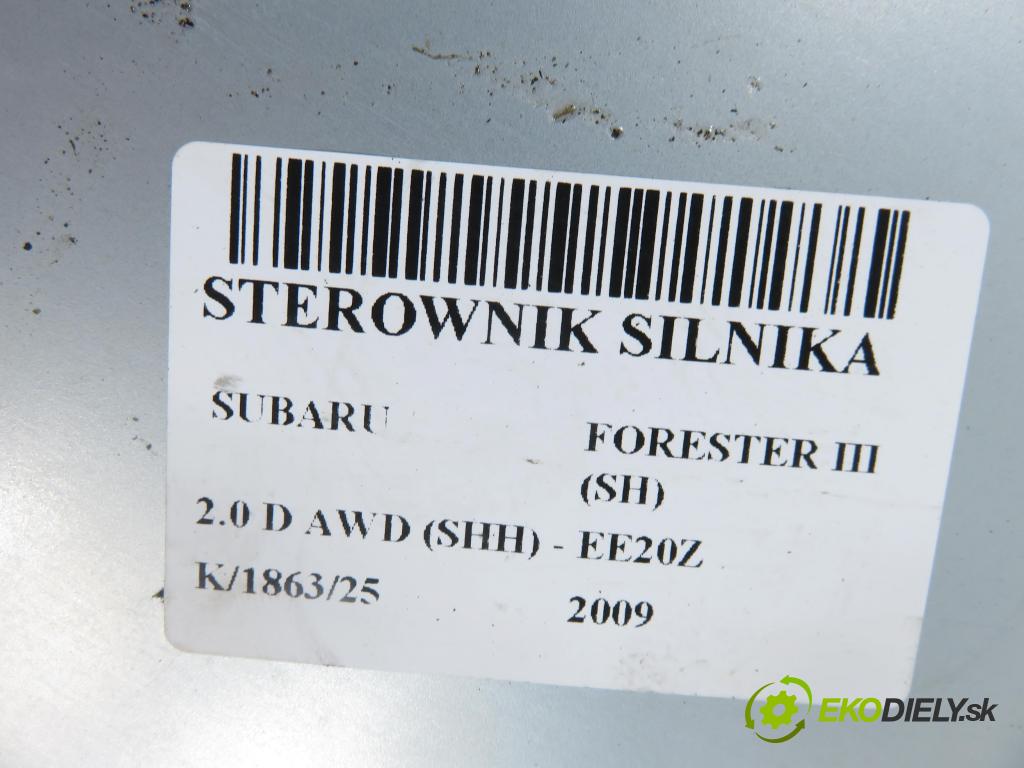 STEROWNIK SILNIKA
SUBARU
FORESTER III
(SH)
2.0 D AWD (SHH) - EE20Z
K/1863/25
2009
EKODIELY.sk